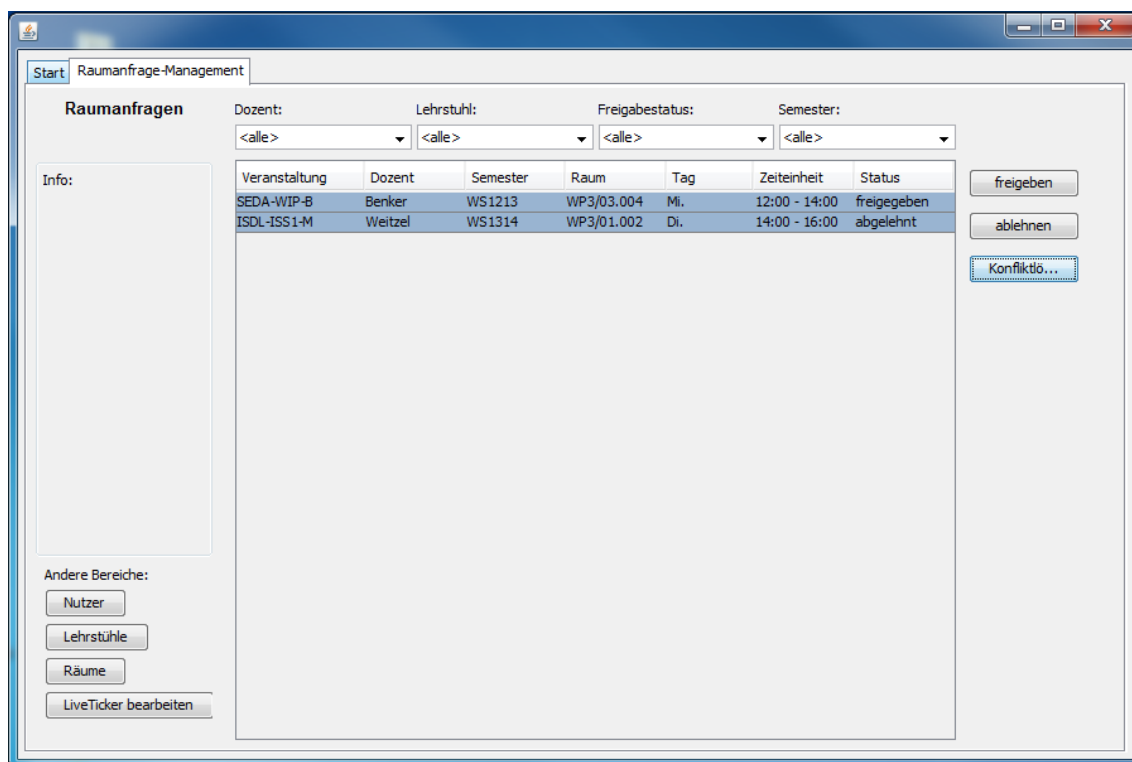 Start Raumanfrage-Management
Raumanfragen
Dozent: Lehrstuhl: Freigabestatus: Semester:
<alle> <alle> <alle> <alle>
Info:
Veranstaltung Dozent Semester Raum Tag Zeiteinheit Status
SEDA-WIP-B Benker WS1213 WP3/03.004 Mi. 12:00 - 14:00 freigegeben
ISDL-ISS1-M Weitzel WS1314 WP3/01.002 Di. 14:00 - 16:00 abgelehnt
freigeben
ablehnen
Konfliktlö...
Andere Bereiche:
Nutzer
Lehrstühle
Räume
LiveTicker bearbeiten